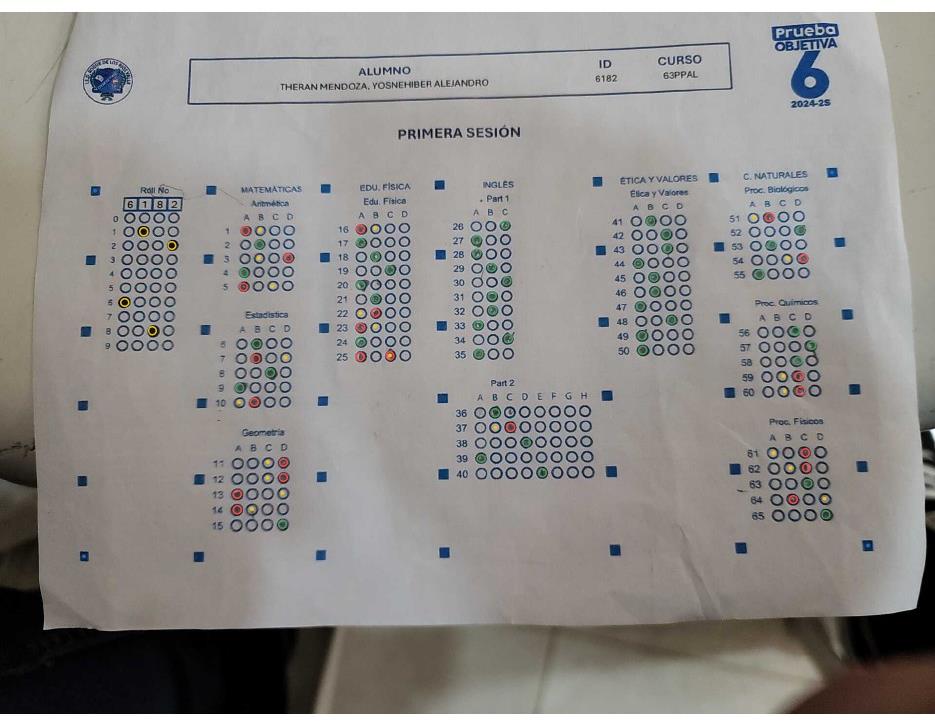 Prueba
OBJETIVA
6
2024-2S
ALUMNO
THERAN MENDOZA, YOSNEHIBER ALEJANDRO
ID
6182
CURSO
63PPAL
PRIMERA SESIÓN
Roll No
6 1 8 2
0
1
2
3
4
5
6
7
8
9
MATEMÁTICAS
Aritmética
A B C D
1
2
3
4
5
Estadística
A B C D
6
7
8
9
10
Geometría
A B C D
11
12
13
14
15
EDU. FÍSICA
Edu. Física
A B C D
16
17
18
19
20
21
22
23
24
25
INGLÉS
Part 1
A B C
26
27
28
29
30
31
32
33
34
35
Part 2
A B C D E F G H
36
37
38
39
40
ÉTICA Y VALORES
Ética y Valores
A B C D
41
42
43
44
45
46
47
48
49
50
C. NATURALES
Proc. Biológicos
A B C D
51
52
53
54
55
Proc. Químicos
A B C D
56
57
58
59
60
Proc. Físicos
A B C D
61
62
63
64
65